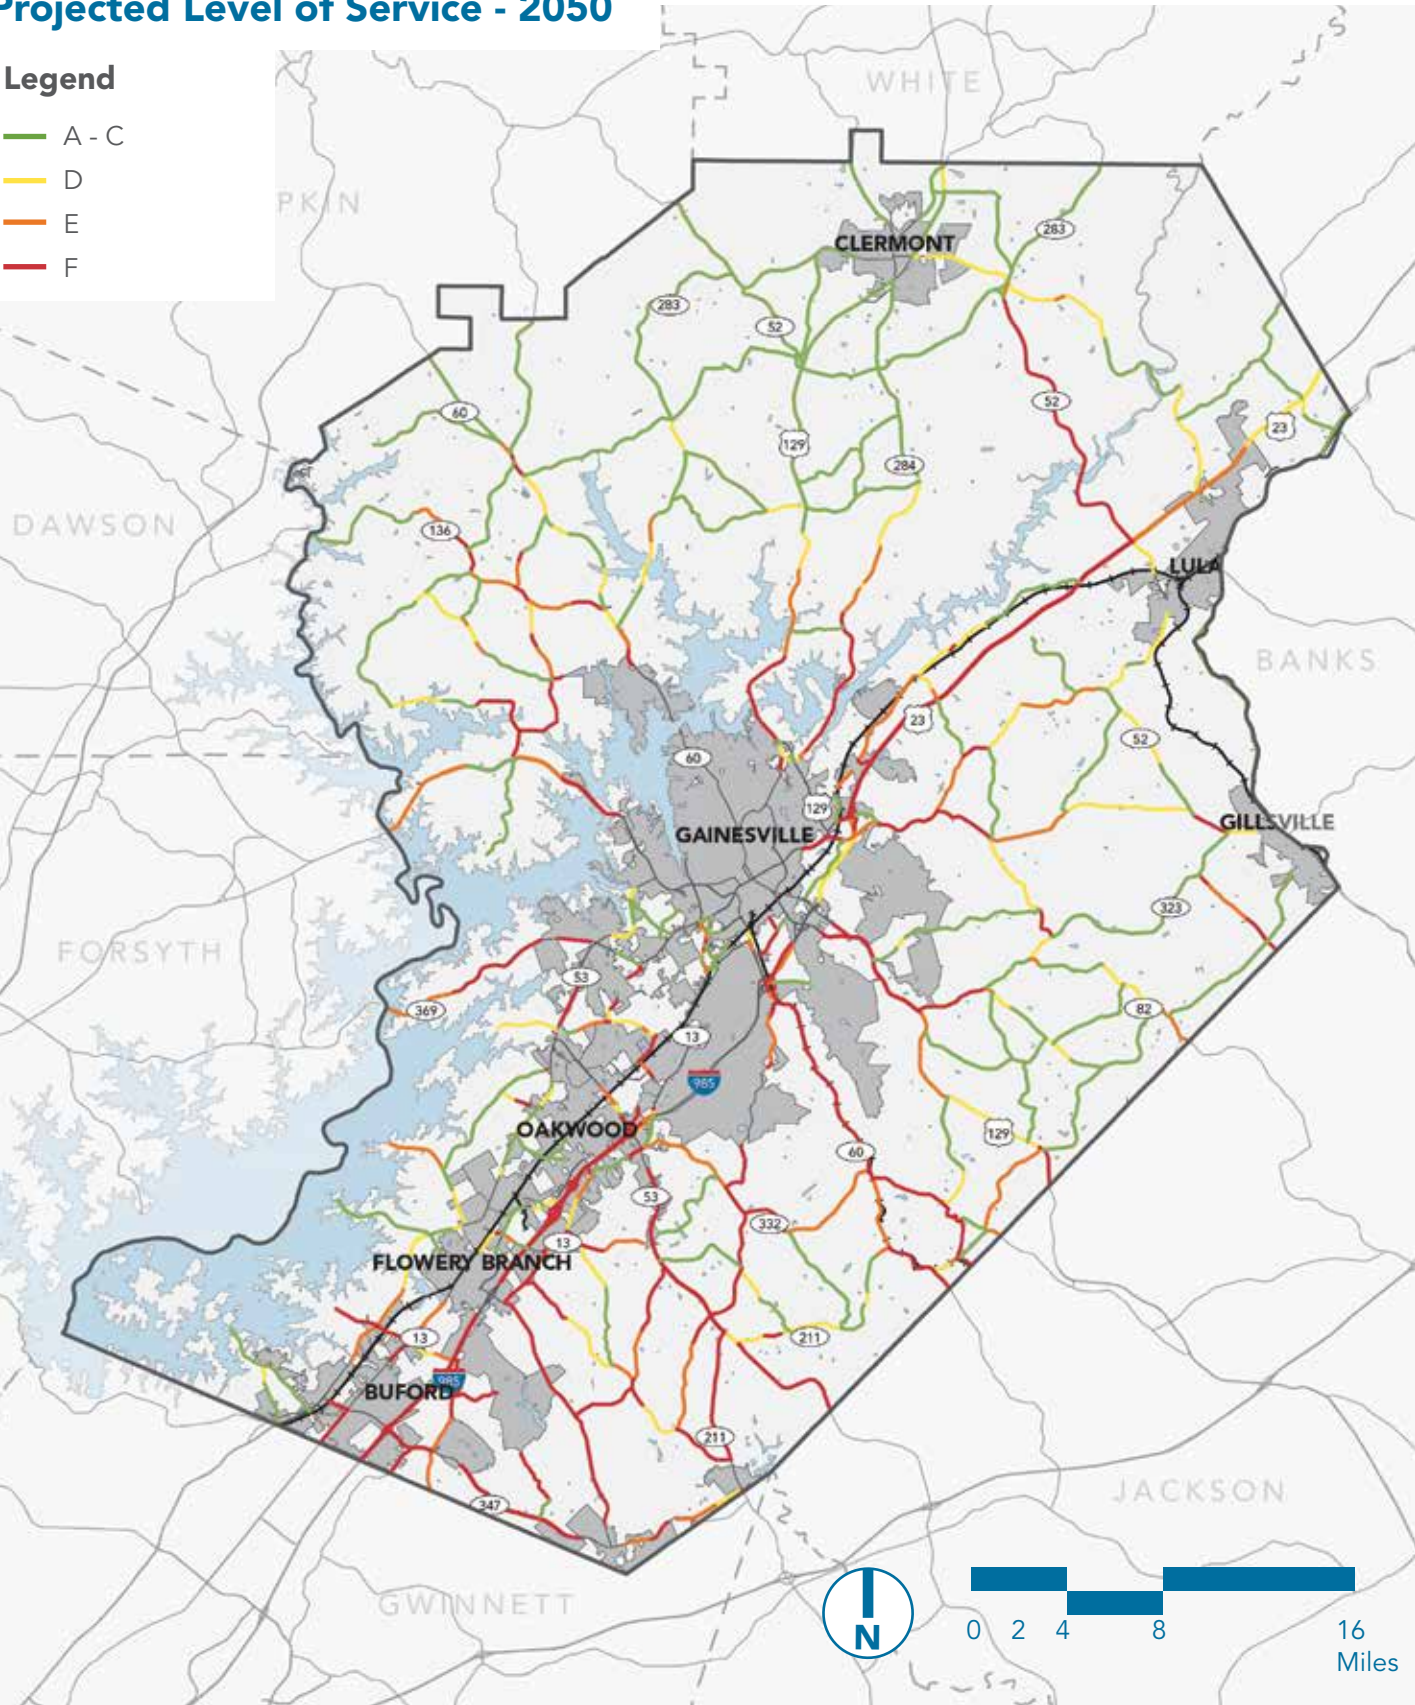 Projected Level of Service - 2050
Legend
A - C
D
E
F
WHITE
PKIN
CLERMONT
283
283
52
60
52
129
23
284
DAWSON
136
LULA
BANKS
23
52
60
129
GAINESVILLE
GILLSVILLE
323
FORSYTH
53
369
82
13
985
OAKWOOD
129
60
53
332
13
FLOWERY BRANCH
13
211
985
BUFORD
211
347
JACKSON
GWINNETT
N
0 2 4 8 16
Miles